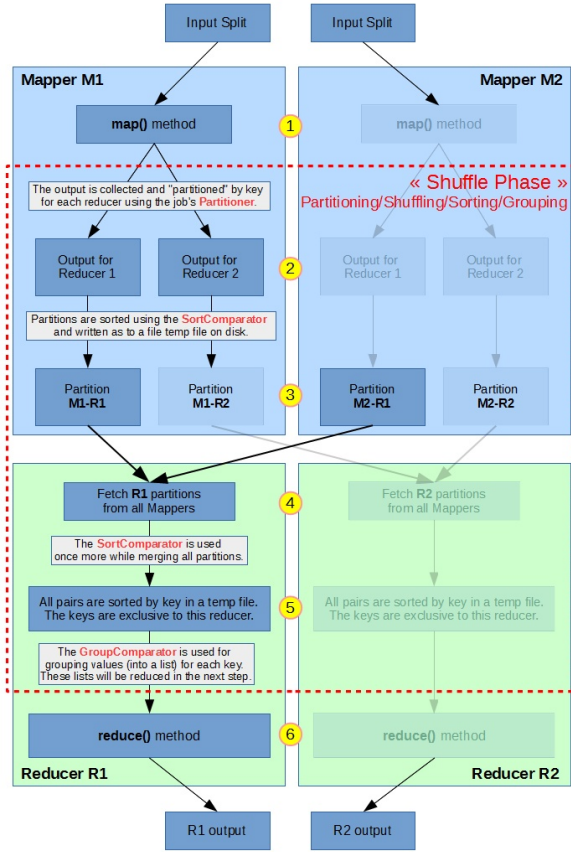 Input Split
Input Split
Mapper M1
Mapper M2
map() method
1
map() method
« Shuffle Phase »
Partitioning/Shuffling/Sorting/Grouping
The output is collected and "partitioned" by key
for each reducer using the job's Partitioner.
Output for
Reducer 1
Output for
Reducer 2
2
Output for
Reducer 1
Output for
Reducer 2
Partitions are sorted using the SortComparator
and written as to a file temp file on disk.
Partition
M1-R1
Partition
M1-R2
3
Partition
M2-R1
Partition
M2-R2
Fetch R1 partitions
from all Mappers
4
Fetch R2 partitions
from all Mappers
The SortComparator is used
once more while merging all partitions.
All pairs are sorted by key in a temp file.
The keys are exclusive to this reducer.
5
All pairs are sorted by key in a temp file.
The keys are exclusive to this reducer.
The GroupComparator is used for
grouping values (into a list) for each key.
These lists will be reduced in the next step.
reduce() method
6
reduce() method
Reducer R1
Reducer R2
R1 output
R2 output